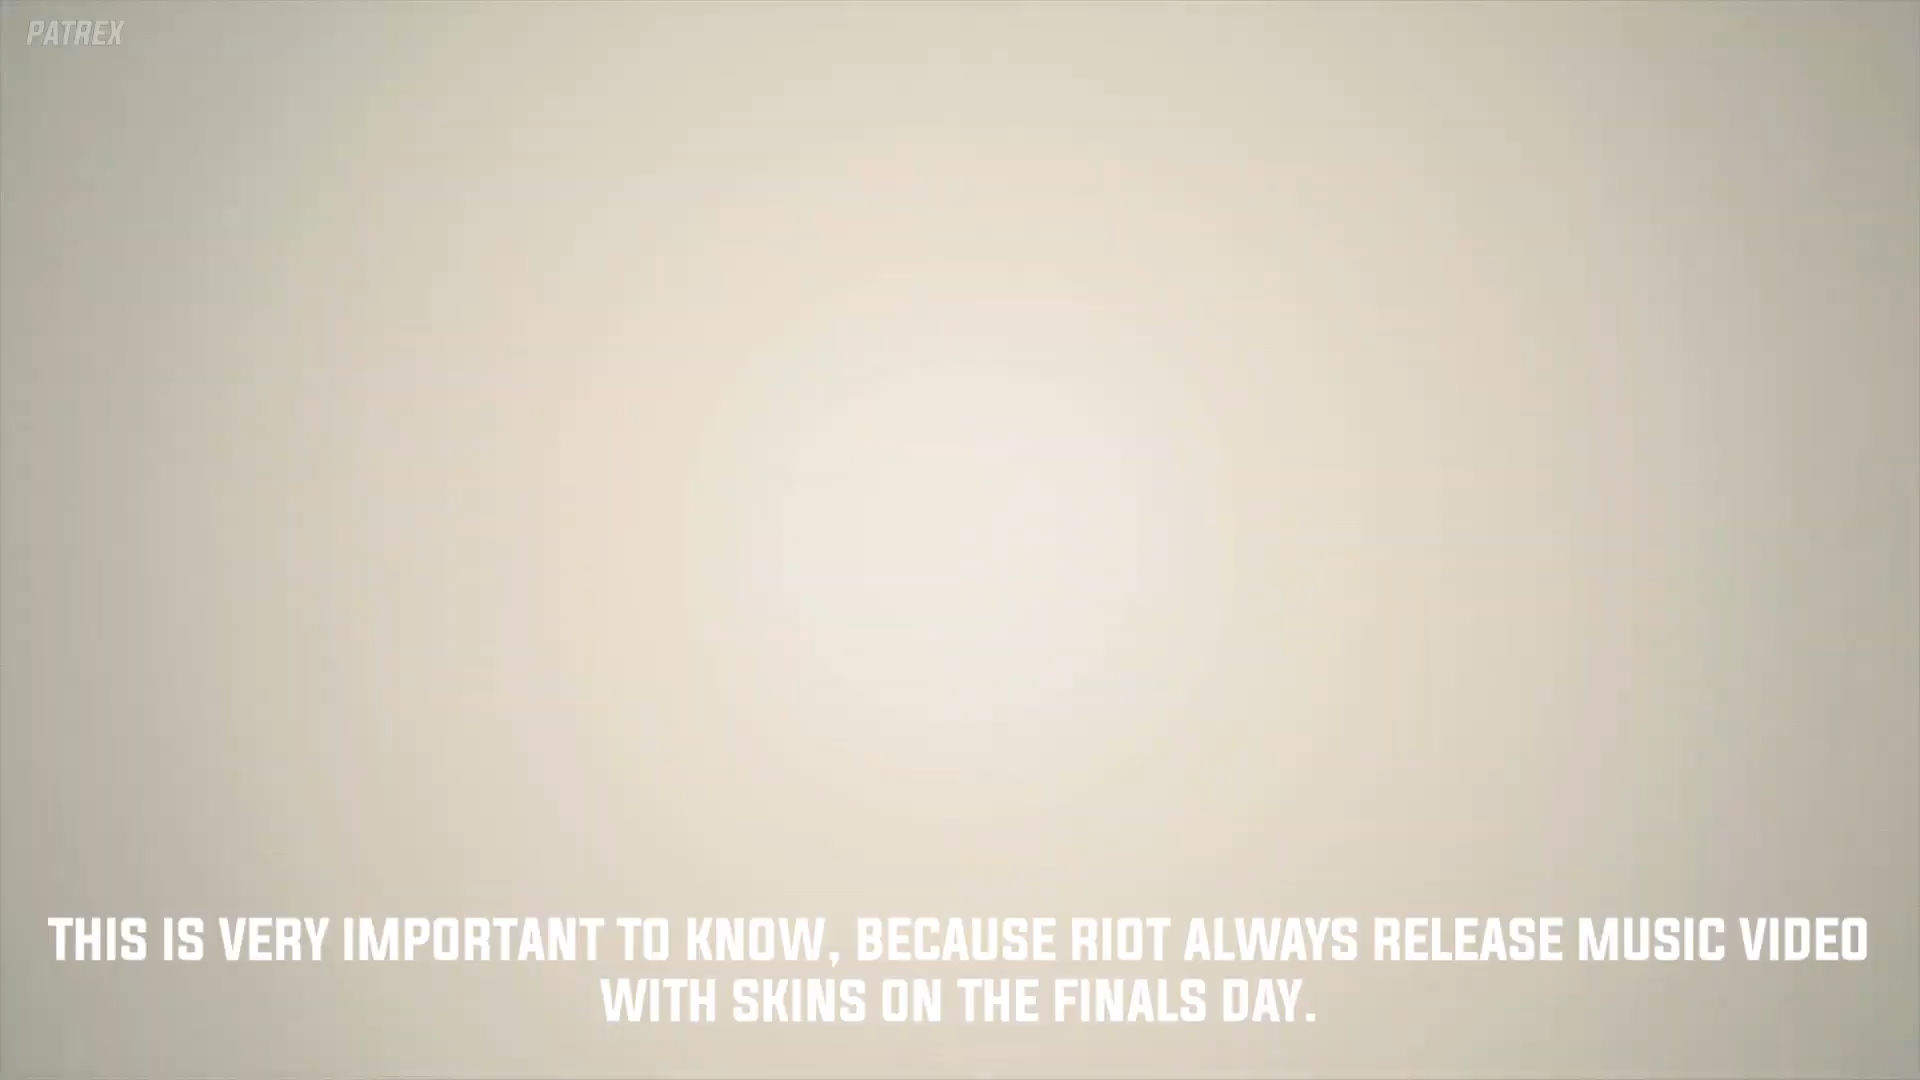 PATREX
THIS IS VERY IMPORTANT TO KNOW, BECAUSE RIOT ALWAYS RELEASE MUSIC VIDEO
WITH SKINS ON THE FINALS DAY.